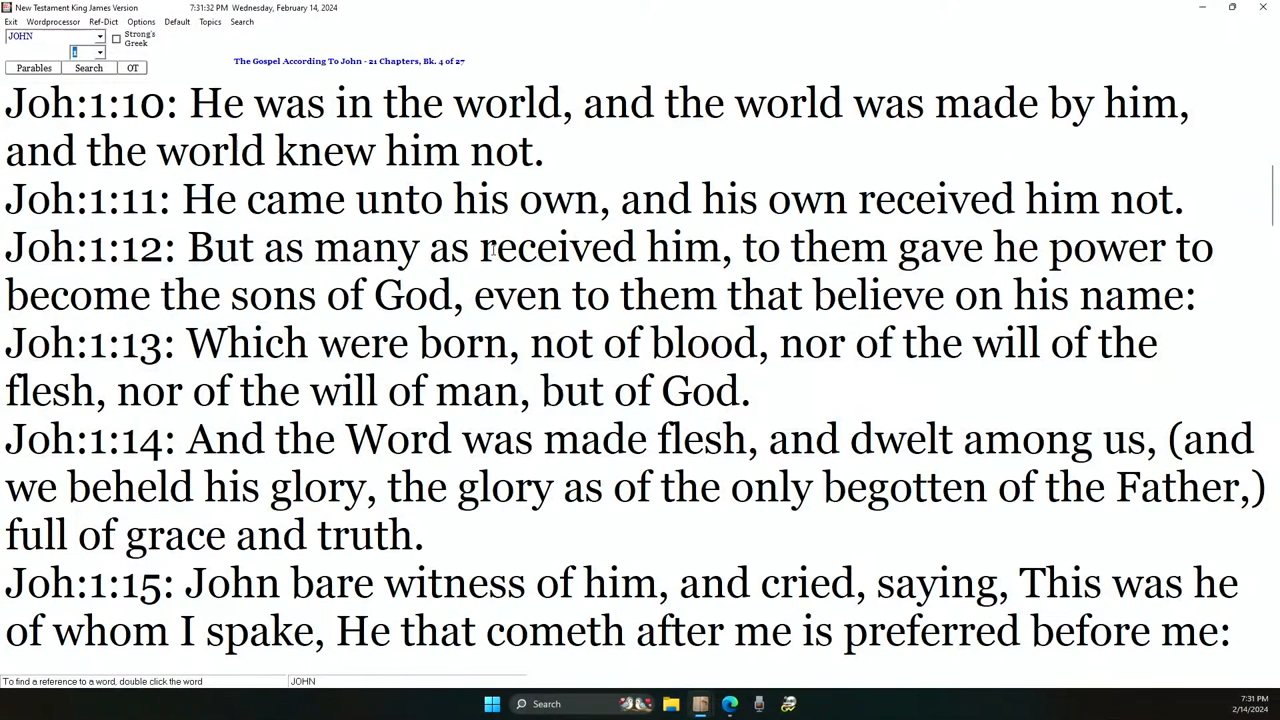 New Testament King James Version 7:31:32 PM Wednesday, February 14, 2024
Exit Wordprocessor Ref-Dict Options Default Topics Search
JOHN
Strong's
Greek
1
Parables Search OT
The Gospel According To John - 21 Chapters, Bk. 4 of 27
Joh:1:10: He was in the world, and the world was made by him,
and the world knew him not.
Joh:1:11: He came unto his own, and his own received him not.
Joh:1:12: But as many as received him, to them gave he power to
become the sons of God, even to them that believe on his name:
Joh:1:13: Which were born, not of blood, nor of the will of the
flesh, nor of the will of man, but of God.
Joh:1:14: And the Word was made flesh, and dwelt among us, (and
we beheld his glory, the glory as of the only begotten of the Father,)
full of grace and truth.
Joh:1:15: John bare witness of him, and cried, saying, This was he
of whom I spake, He that cometh after me is preferred before me:
To find a reference to a word, double click the word JOHN
Search
7:31 PM
2/14/2024